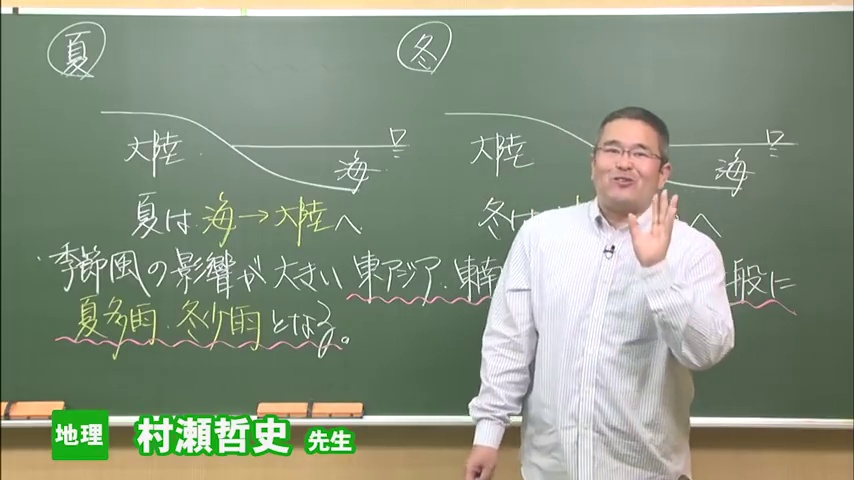 夏
冬
大陸
海
大陸
海
夏は 海→大陸へ
冬は
へ
季節風の影響が大きい東アジア・東南
般に
夏多雨・冬少雨となる。
地理 村瀬哲史 先生